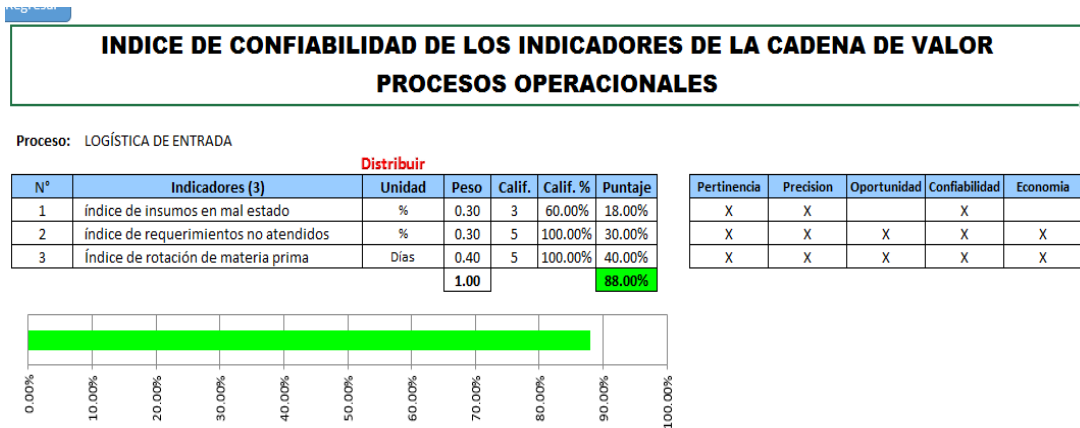 Regresar
INDICE DE CONFIABILIDAD DE LOS INDICADORES DE LA CADENA DE VALOR
PROCESOS OPERACIONALES
Proceso: LOGÍSTICA DE ENTRADA
Distribuir
N° Indicadores (3) Unidad Peso Calif. Calif. % Puntaje Pertinencia Precision Oportunidad Confiabilidad Economia
1 índice de insumos en mal estado % 0.30 3 60.00% 18.00% X X X
2 índice de requerimientos no atendidos % 0.30 5 100.00% 30.00% X X X X X
3 Índice de rotación de materia prima Días 0.40 5 100.00% 40.00% X X X X X
1.00 88.00%
0.00% 10.00% 20.00% 30.00% 40.00% 50.00% 60.00% 70.00% 80.00% 90.00% 100.00%